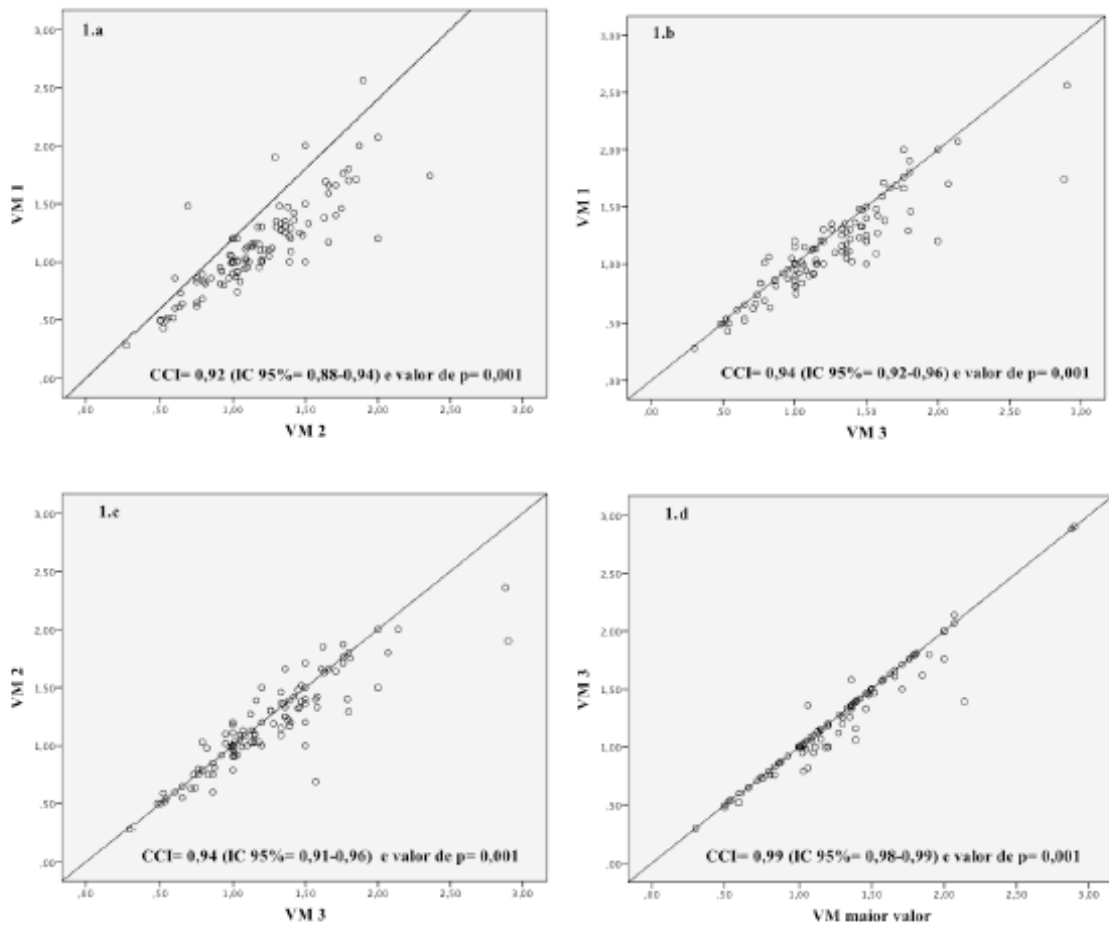 1.a
3,00
2,50
2,00
1,50
1,00
,50
,00
VM 1
CCI= 0,92 (IC 95%= 0,88-0,94) e valor de p= 0,001
,00 ,50 1,00 1,50 2,00 2,50 3,00
VM 2
1.b
3,00
2,50
2,00
1,50
1,00
,50
,00
VM 1
CCI= 0,94 (IC 95%= 0,92-0,96) e valor de p= 0,001
,00 ,50 1,00 1,50 2,00 2,50 3,00
VM 3
1.c
3,00
2,50
2,00
1,50
1,00
,50
,00
VM 2
CCI= 0,94 (IC 95%= 0,91-0,96) e valor de p= 0,001
,00 ,50 1,00 1,50 2,00 2,50 3,00
VM 3
1.d
3,00
2,50
2,00
1,50
1,00
,50
,00
VM 3
CCI= 0,99 (IC 95%= 0,98-0,99) e valor de p= 0,001
,00 ,50 1,00 1,50 2,00 2,50 3,00
VM maior valor